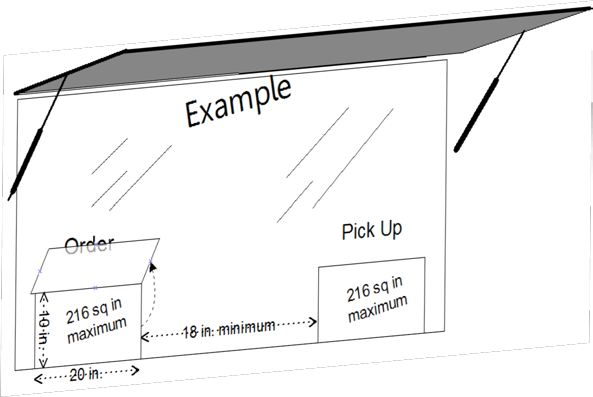 Example
Order
Pick Up
216 sq in
maximum
216 sq in
maximum
10 in.
18 in. minimum
20 in.